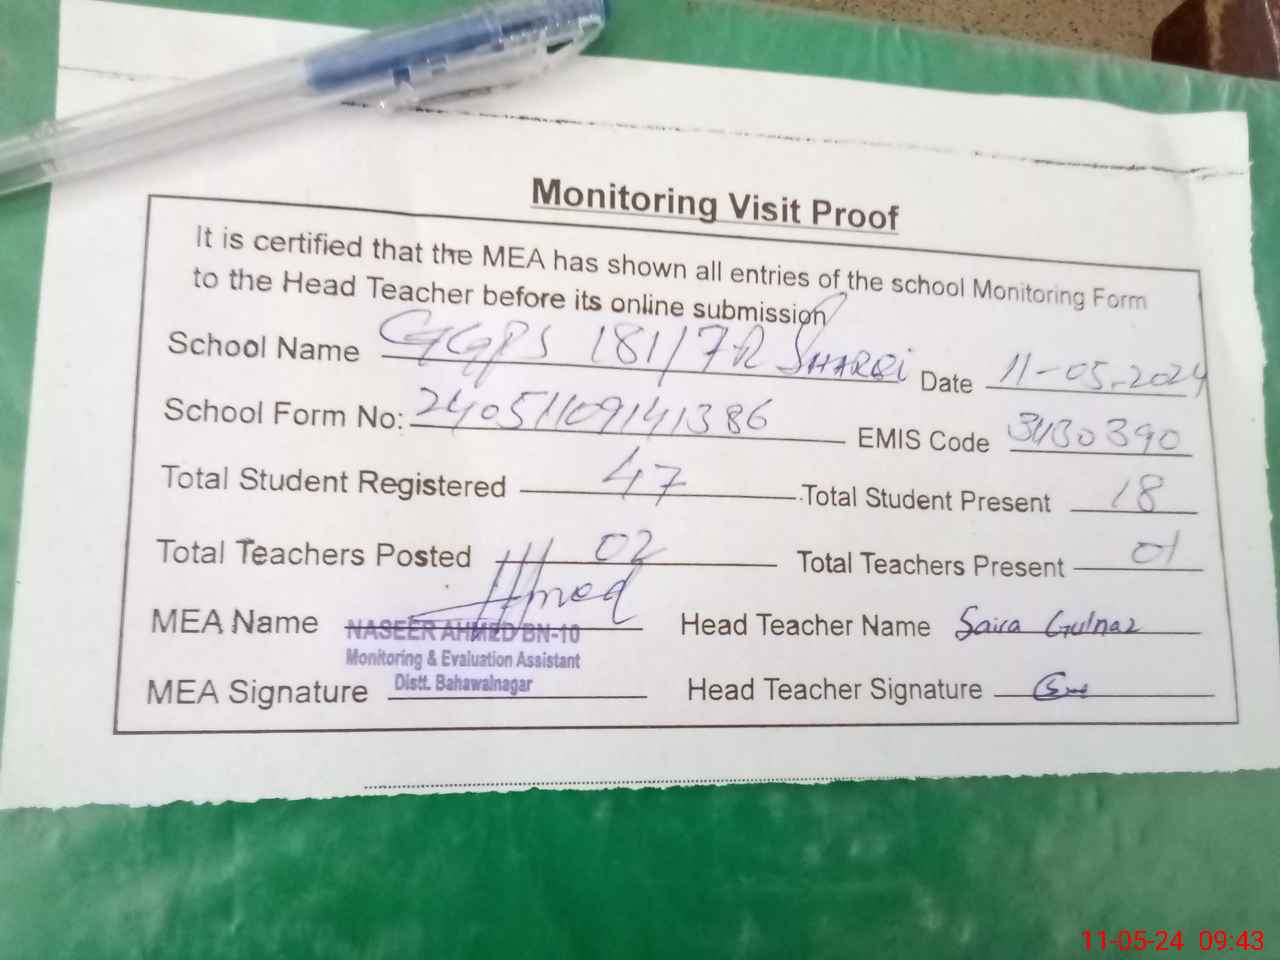 Monitoring Visit Proof
It is certified that the MEA has shown all entries of the school Monitoring Form
to the Head Teacher before its online submission
School Name GGPS 181/7R SHARQi Date 11-05-2024
School Form No: 24051109141386 EMIS Code 31130390
Total Student Registered 47 Total Student Present 18
Total Teachers Posted 02 Total Teachers Present 01
Ahmed
MEA Name NASEER AHMED BN-10 Head Teacher Name Saira Gulnaz
Monitoring & Evaluation Assistant
MEA Signature Distt. Bahawalnagar Head Teacher Signature
11-05-24 09:43